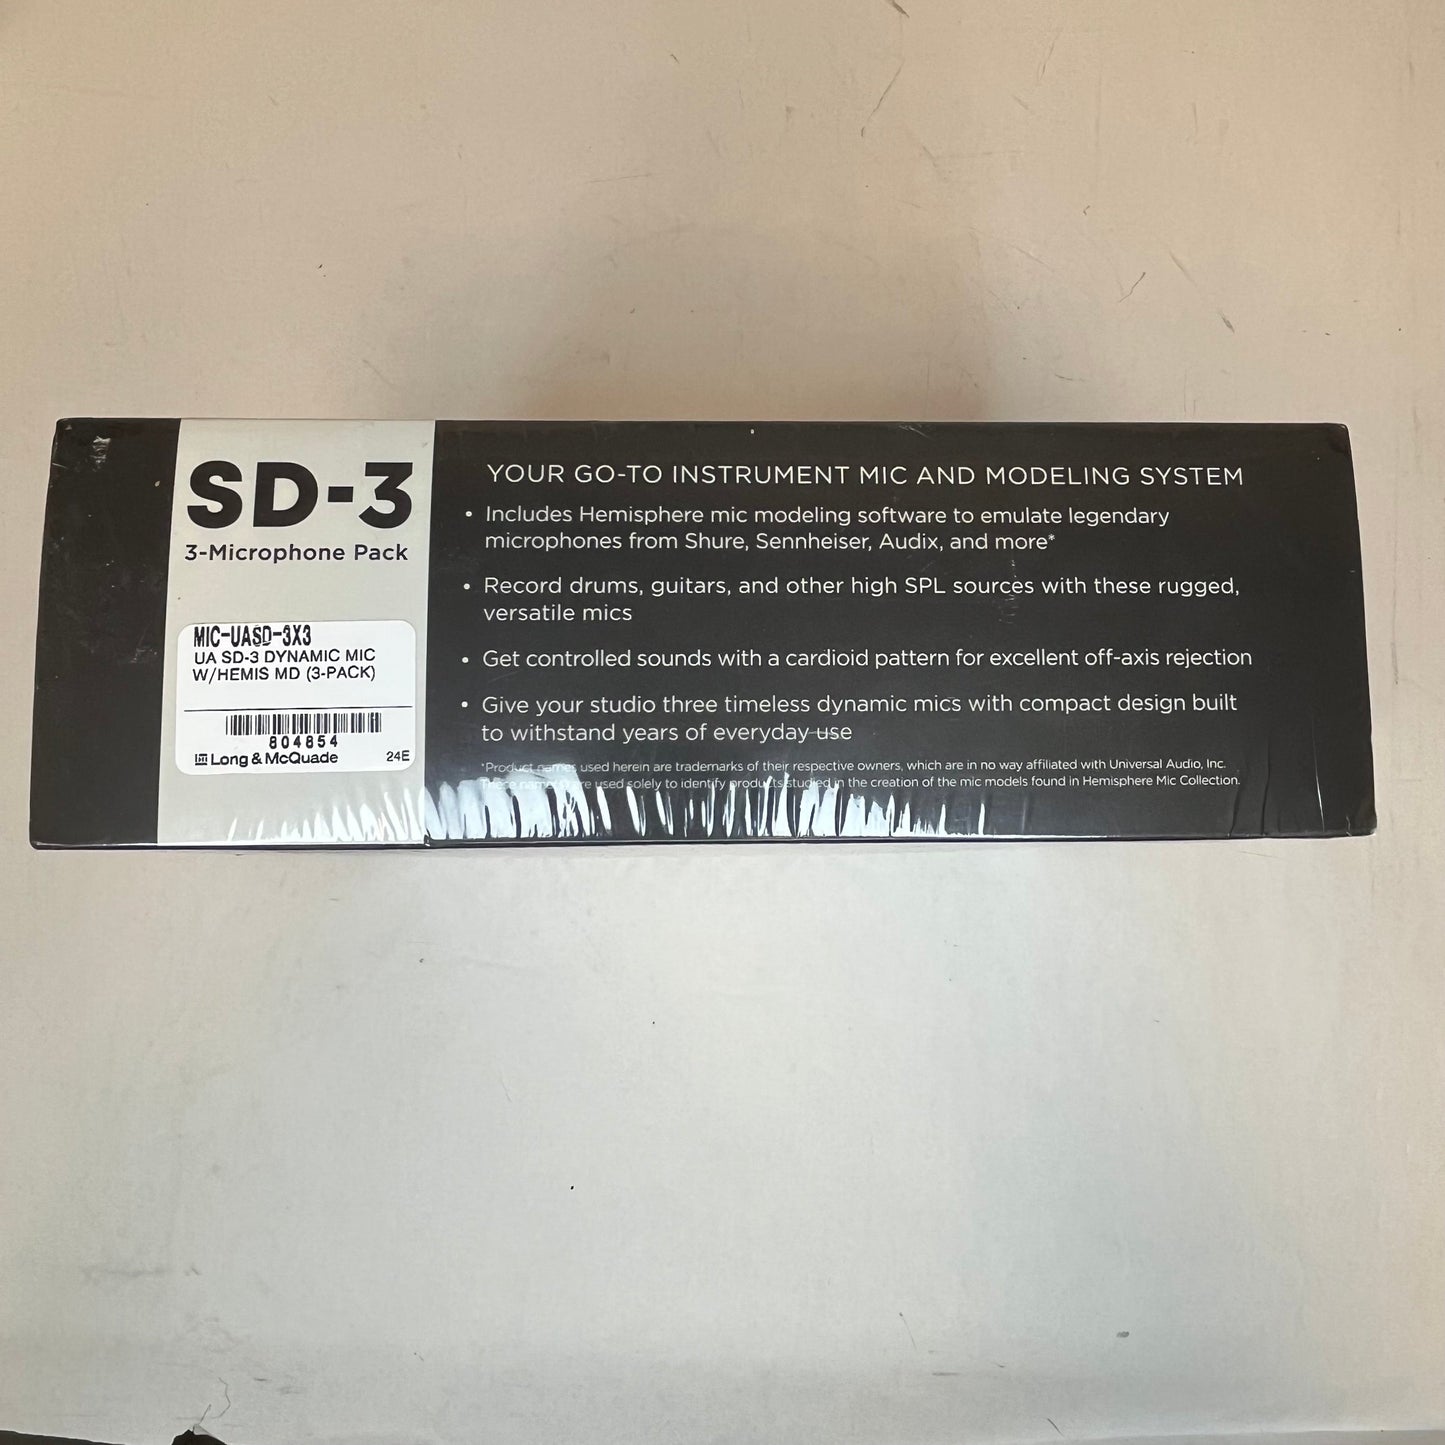 SD-3
3-Microphone Pack
MIC-UASD-3X3
UA SD-3 DYNAMIC MIC
W/HEMIS MD (3-PACK)
804854
Long & McQuade 24E
YOUR GO-TO INSTRUMENT MIC AND MODELING SYSTEM
• Includes Hemisphere mic modeling software to emulate legendary
microphones from Shure, Sennheiser, Audix, and more*
• Record drums, guitars, and other high SPL sources with these rugged,
versatile mics
• Get controlled sounds with a cardioid pattern for excellent off-axis rejection
• Give your studio three timeless dynamic mics with compact design built
to withstand years of everyday use
*Product names used herein are trademarks of their respective owners, which are in no way affiliated with Universal Audio, Inc.
These names are used solely to identify products studied in the creation of the mic models found in Hemisphere Mic Collection.